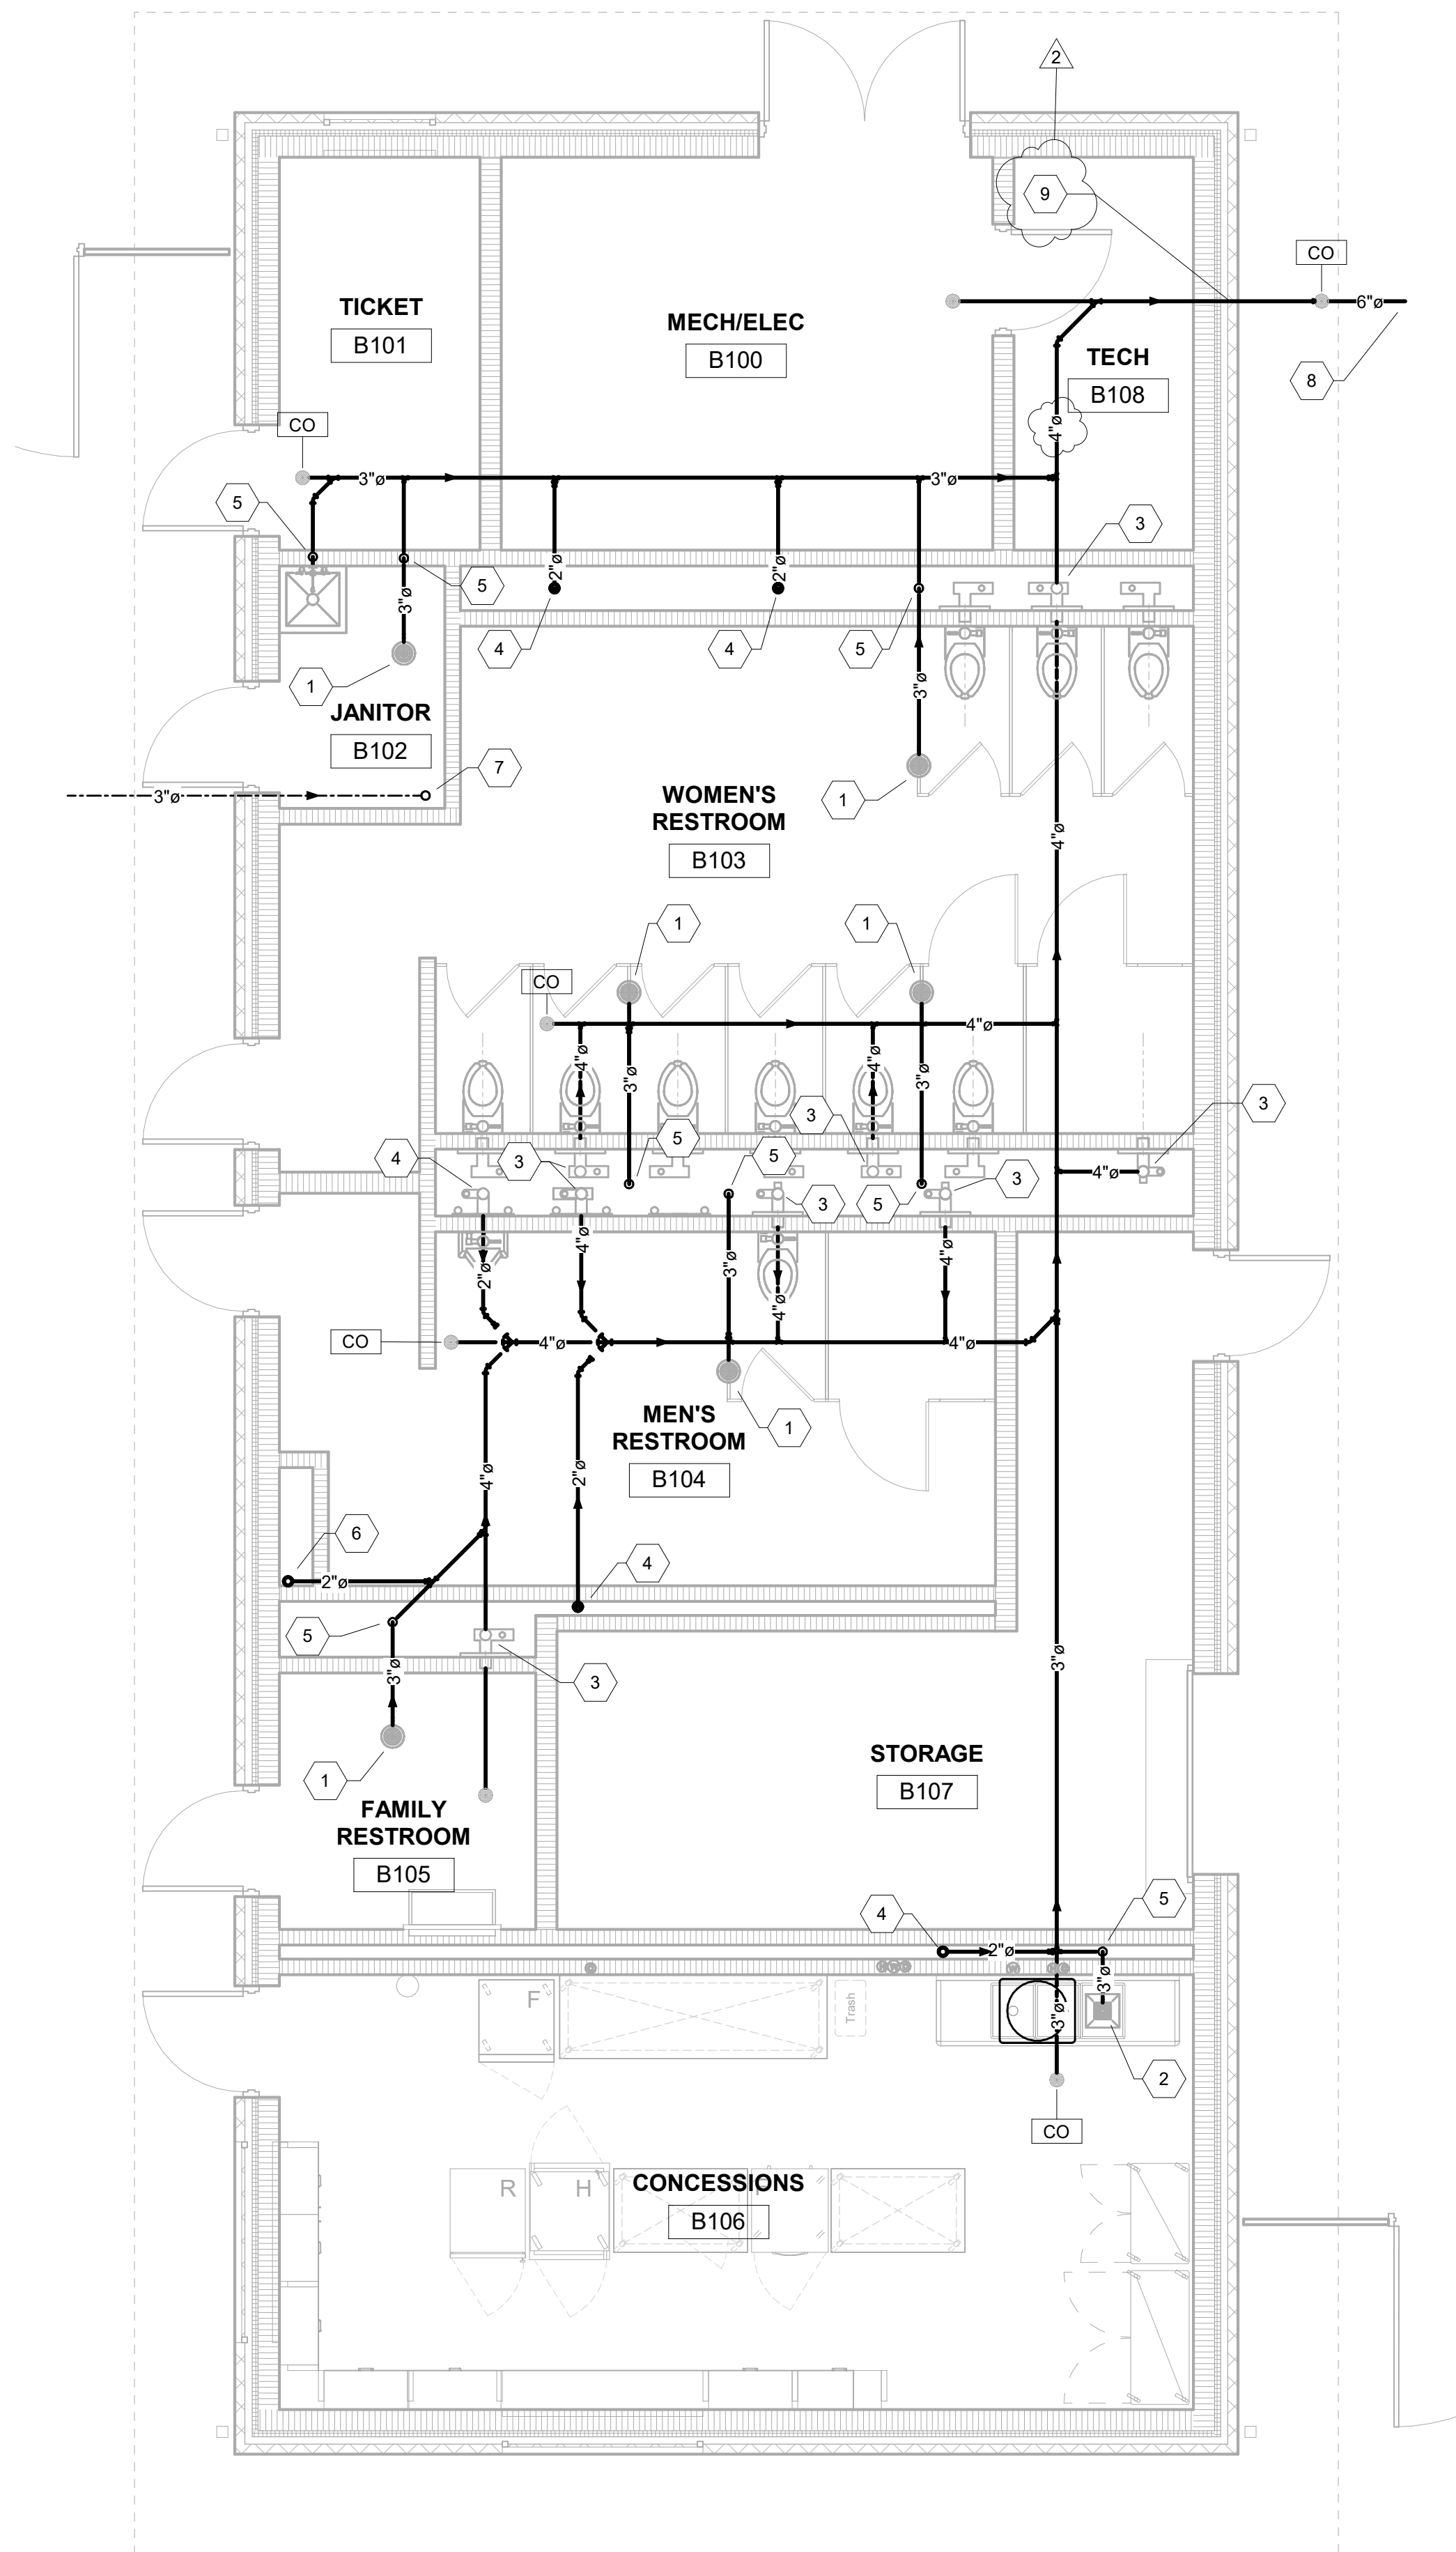 2
9
CO
6"ø
TICKET
B101
MECH/ELEC
B100
TECH
B108
8
CO
4"ø
3"ø
3"ø
5
3
2"ø
2"ø
5
3"ø
4
4
5
1
3"ø
JANITOR
B102
7
3"ø
WOMEN'S
RESTROOM
B103
1
4"ø
1
1
CO
4"ø
4"ø
4"ø
3"ø
3"ø
3
3
5
4
3
5
4"ø
3
3
5
4"ø
3"ø
4"ø
2"ø
4"ø
CO
4"ø
4"ø
MEN'S
RESTROOM
B104
1
4"ø
2"ø
6
2"ø
4
5
3"ø
3
3"ø
STORAGE
B107
1
FAMILY
RESTROOM
B105
4
5
2"ø
3"ø
F
Trash
3"ø
2
CO
R
H
CONCESSIONS
B106